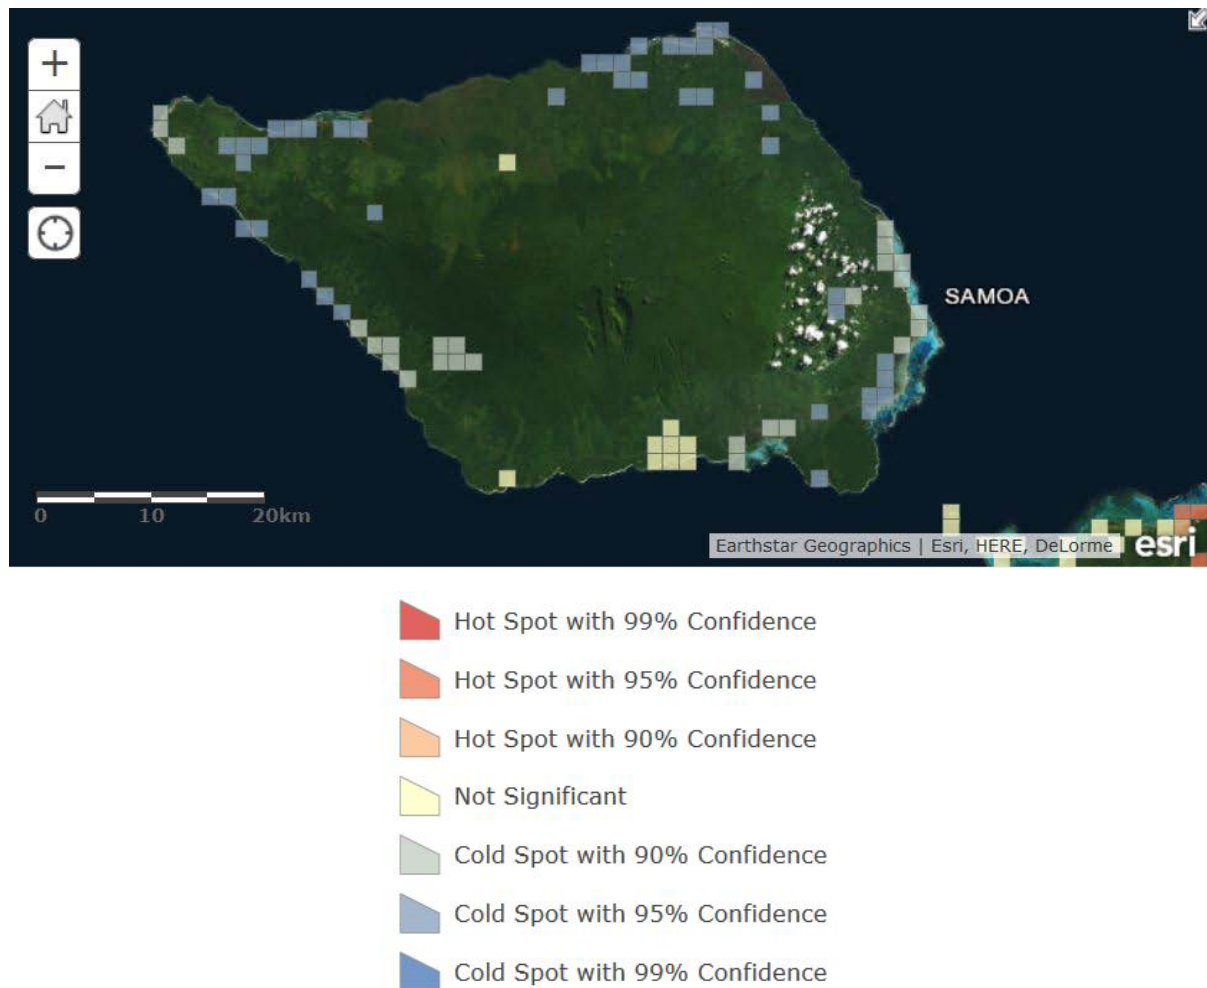 +
−
SAMOA
0 10 20km
Earthstar Geographics | Esri, HERE, DeLorme esri
Hot Spot with 99% Confidence
Hot Spot with 95% Confidence
Hot Spot with 90% Confidence
Not Significant
Cold Spot with 90% Confidence
Cold Spot with 95% Confidence
Cold Spot with 99% Confidence